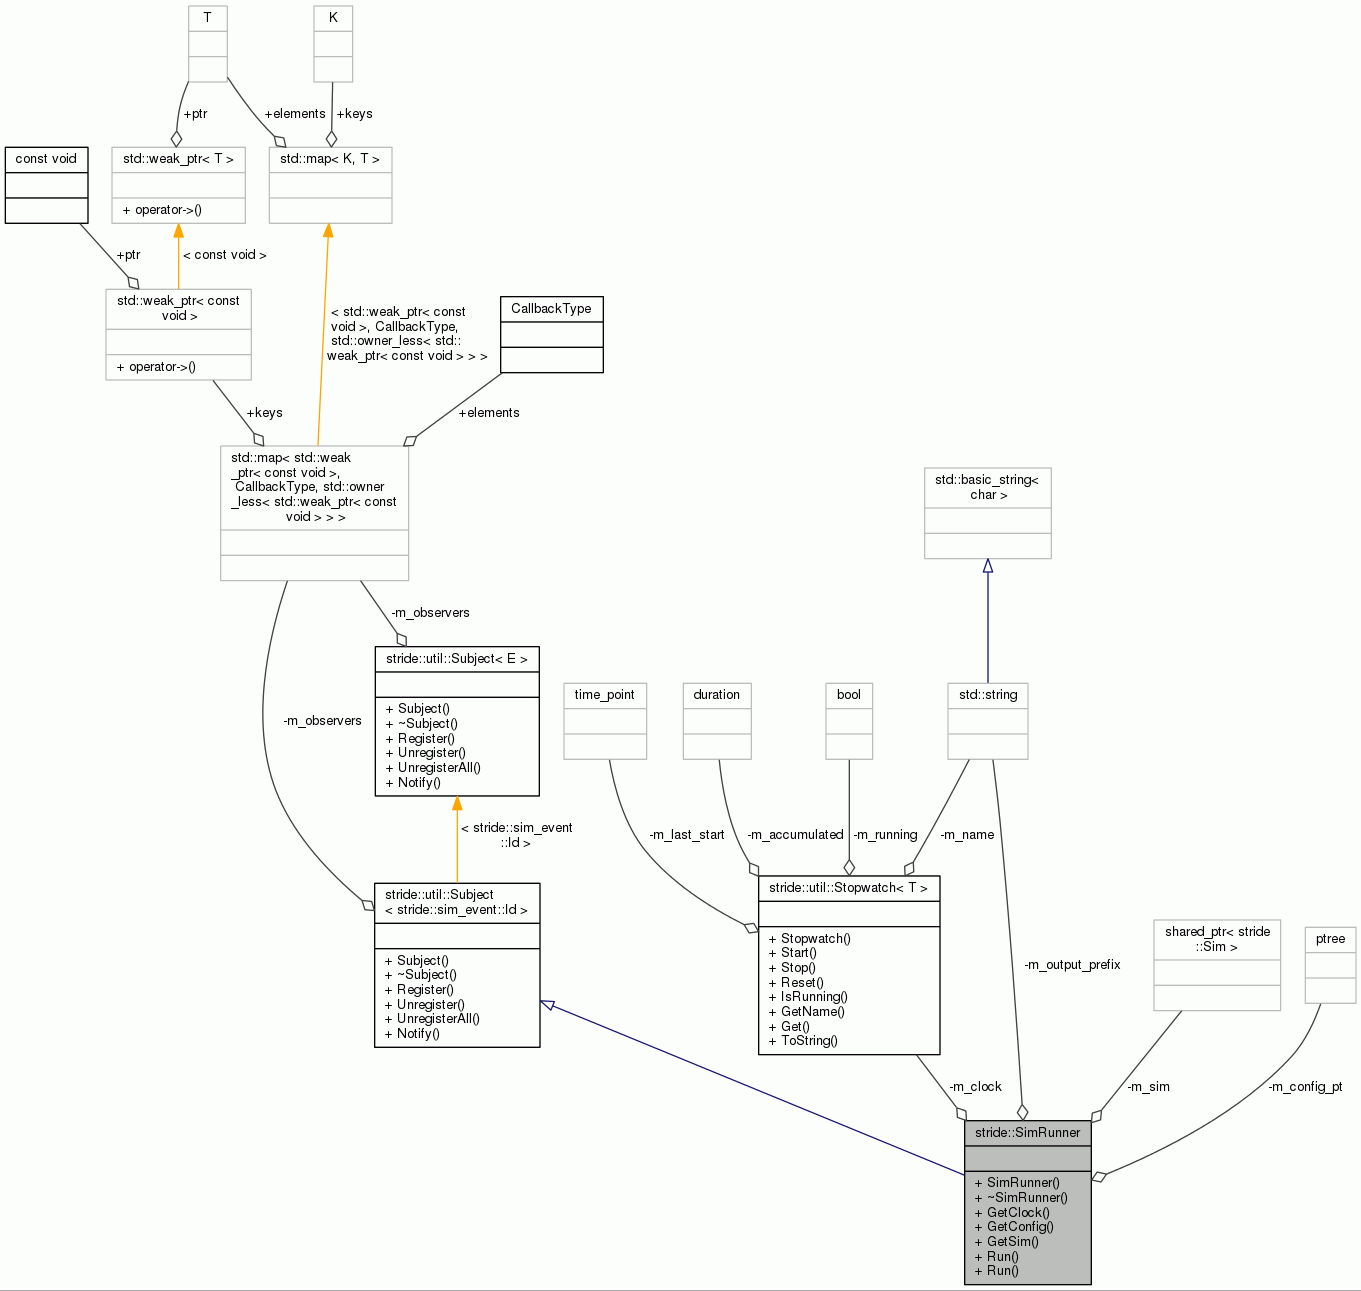 T
K
+ptr
+elements
+keys
const void
std::weak_ptr< T >
+ operator->()
std::map< K, T >
+ptr
< const void >
std::weak_ptr< const
void >
+ operator->()
< std::weak_ptr< const
void >, CallbackType,
std::owner_less< std::
weak_ptr< const void > > >
CallbackType
+keys
+elements
std::map< std::weak
_ptr< const void >,
CallbackType, std::owner
_less< std::weak_ptr< const
void > > >
std::basic_string<
char >
-m_observers
stride::util::Subject< E >
+ Subject()
+ ~Subject()
+ Register()
+ Unregister()
+ UnregisterAll()
+ Notify()
-m_observers
time_point
duration
bool
std::string
< stride::sim_event
::Id >
-m_last_start
-m_accumulated
-m_running
-m_name
stride::util::Subject
< stride::sim_event::Id >
+ Subject()
+ ~Subject()
+ Register()
+ Unregister()
+ UnregisterAll()
+ Notify()
stride::util::Stopwatch< T >
+ Stopwatch()
+ Start()
+ Stop()
+ Reset()
+ IsRunning()
+ GetName()
+ Get()
+ ToString()
-m_output_prefix
shared_ptr< stride
::Sim >
ptree
-m_clock
-m_sim
-m_config_pt
stride::SimRunner
+ SimRunner()
+ ~SimRunner()
+ GetClock()
+ GetConfig()
+ GetSim()
+ Run()
+ Run()